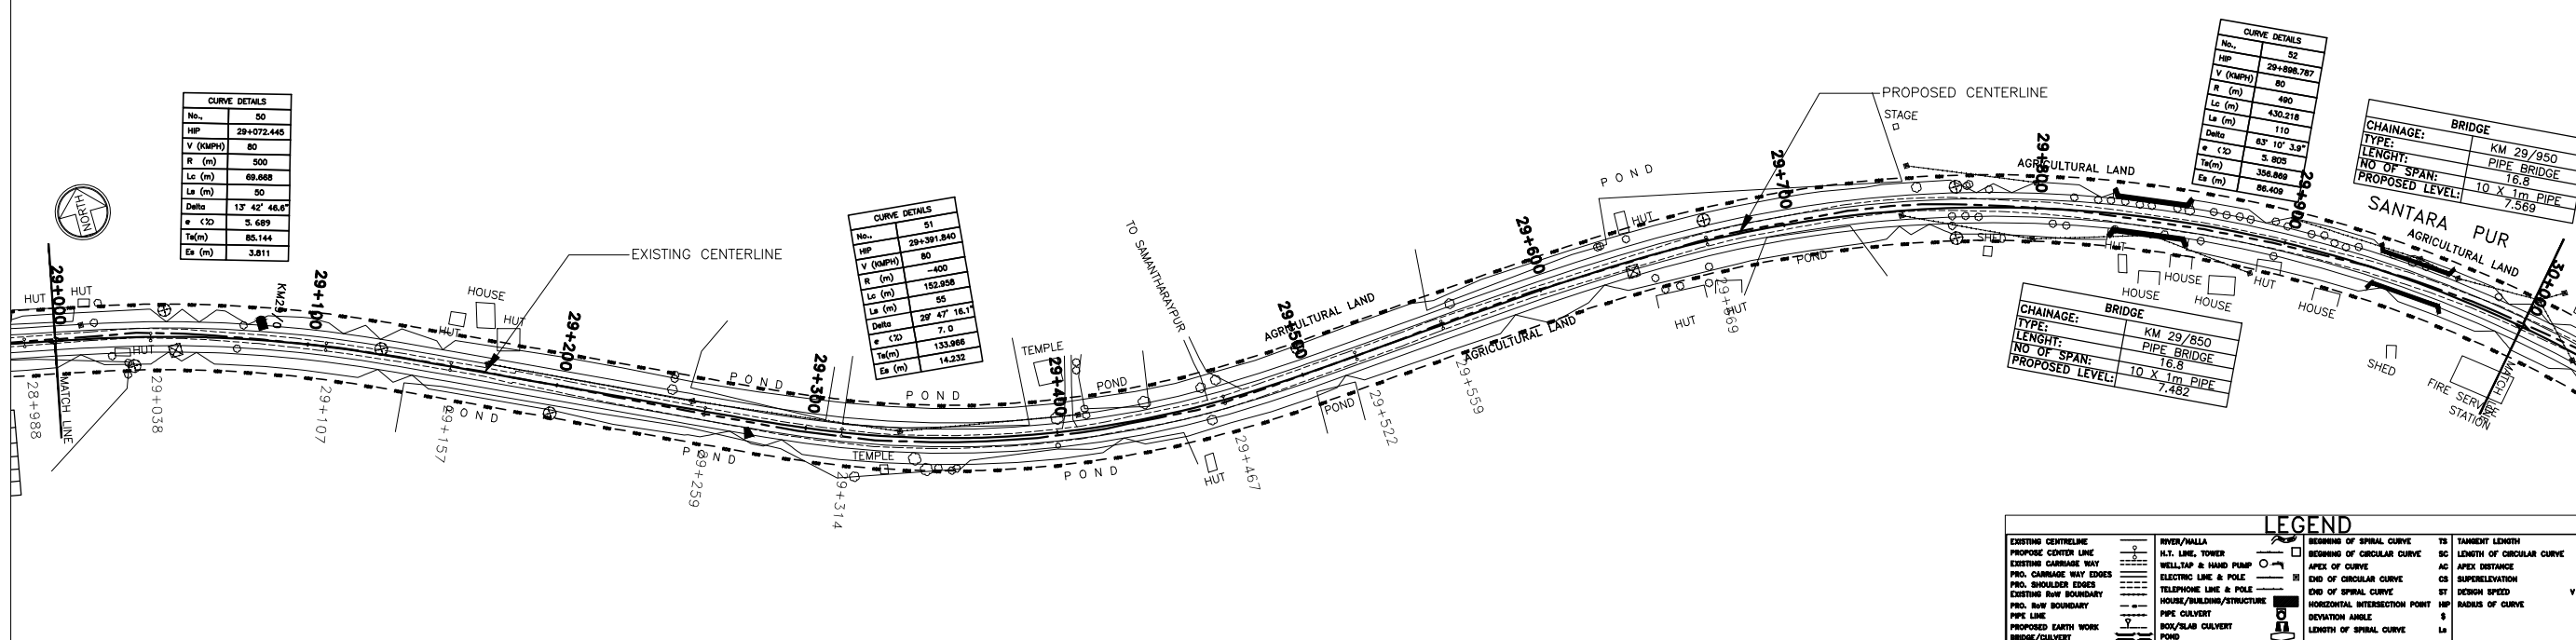 CURVE DETAILS
No., 50
HIP 29+072.445
V (KMPH) 80
R (m) 500
Lc (m) 69.668
Ls (m) 50
Delta 13° 42' 46.6"
e (%) 5.689
Ts(m) 85.144
Es (m) 3.811
CURVE DETAILS
No., 51
HIP 29+391.840
V (KMPH) 80
R (m) -400
Lc (m) 152.958
Ls (m) 55
Delta 29° 47' 16.1"
e (%) 7.0
Ts(m) 133.966
Es (m) 14.232
CURVE DETAILS
No., 52
HIP 29+898.787
V (KMPH) 80
R (m) 490
Lc (m) 430.218
Ls (m) 110
Delta 63° 10' 3.9"
e (%) 5.805
Ts(m) 356.869
Es (m) 86.409
BRIDGE
CHAINAGE: KM 29/950
TYPE: PIPE BRIDGE
LENGHT: 16.8
NO OF SPAN: 10 X 1m PIPE
PROPOSED LEVEL: 7.569
BRIDGE
CHAINAGE: KM 29/850
TYPE: PIPE BRIDGE
LENGHT: 16.8
NO OF SPAN: 10 X 1m PIPE
PROPOSED LEVEL: 7.482
NORTH
EXISTING CENTERLINE
PROPOSED CENTERLINE
STAGE
TO SAMANTHARAYPUR
SANTARA PUR
29+000
KM29/0
29+100
29+200
29+300
29+400
29+500
29+600
29+700
29+800
29+900
30+000
HUT
HUT
HUT
HOUSE
HUT
HUT
POND
POND
POND
POND
TEMPLE
TEMPLE
POND
POND
HUT
POND
AGRICULTURAL LAND
AGRICULTURAL LAND
POND
HUT
HUT
HUT
POND
AGRICULTURAL LAND
SHED
HUT
HOUSE
HOUSE
HOUSE
HUT
HOUSE
AGRICULTURAL LAND
SHED
FIRE SERVICE
STATION
MATCH LINE
MATCH LINE
28+988
29+038
29+107
29+157
29+259
29+314
29+467
29+522
29+559
29+669
LEGEND
EXISTING CENTRELINE
PROPOSE CENTER LINE
EXISTING CARRIAGE WAY
PRO. CARRIAGE WAY EDGES
PRO. SHOULDER EDGES
EXISTING RoW BOUNDARY
PRO. RoW BOUNDARY
PIPE LINE
PROPOSED EARTH WORK
BRIDGE/CULVERT
RIVER/NALLA
H.T. LINE, TOWER
WELL,TAP & HAND PUMP
ELECTRIC LINE & POLE
TELEPHONE LINE & POLE
HOUSE/BUILDING/STRUCTURE
PIPE CULVERT
BOX/SLAB CULVERT
POND
BEGINING OF SPIRAL CURVE TS
BEGINING OF CIRCULAR CURVE SC
APEX OF CURVE AC
END OF CIRCULAR CURVE CS
END OF SPIRAL CURVE ST
HORIZONTAL INTERSECTION POINT HIP
DEVIATION ANGLE
LENGTH OF SPIRAL CURVE Ls
TANGENT LENGTH
LENGTH OF CIRCULAR CURVE
APEX DISTANCE
SUPERELEVATION
DESIGN SPEED V
RADIUS OF CURVE